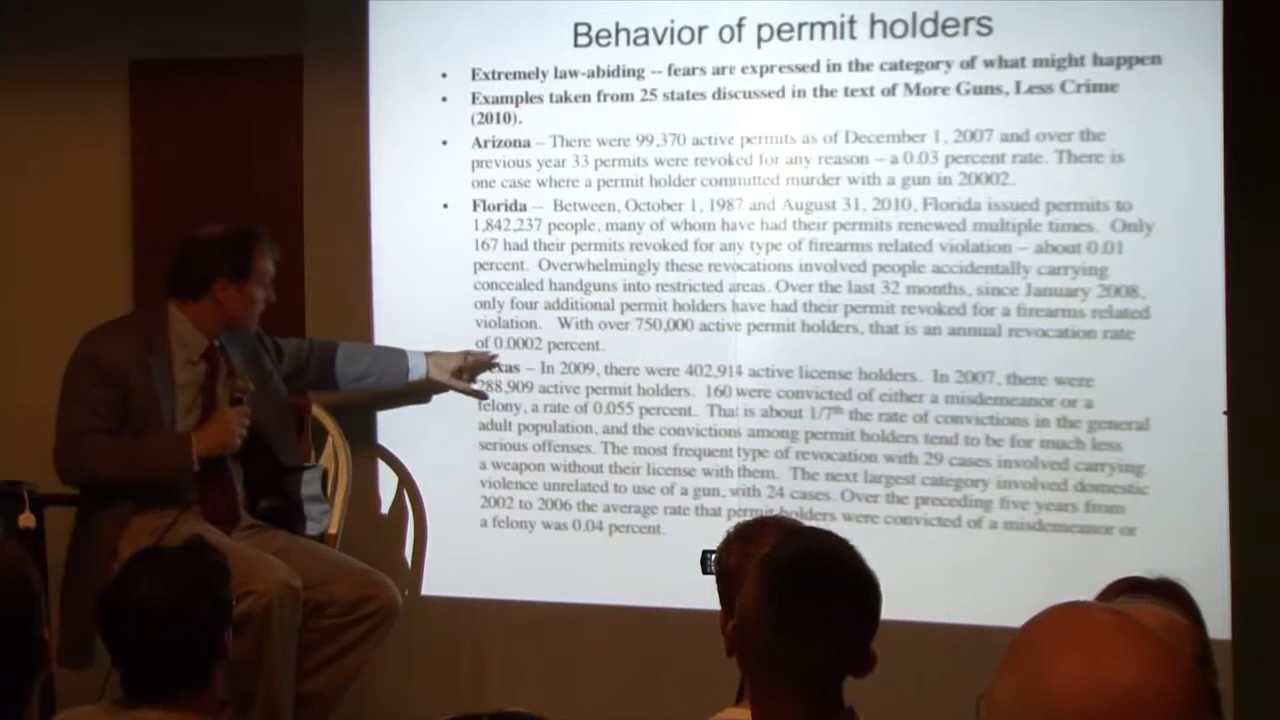 Behavior of permit holders
• Extremely law-abiding -- fears are expressed in the category of what might happen
• Examples taken from 25 states discussed in the text of More Guns, Less Crime
(2010).
• Arizona – There were 99,370 active permits as of December 1, 2007 and over the
previous year 33 permits were revoked for any reason – a 0.03 percent rate. There is
one case where a permit holder committed murder with a gun in 20002.
• Florida – Between, October 1, 1987 and August 31, 2010, Florida issued permits to
1,842,237 people, many of whom have had their permits renewed multiple times. Only
167 had their permits revoked for any type of firearms related violation – about 0.01
percent. Overwhelmingly these revocations involved people accidentally carrying
concealed handguns into restricted areas. Over the last 32 months, since January 2008,
only four additional permit holders have had their permit revoked for a firearms related
violation. With over 750,000 active permit holders, that is an annual revocation rate
of 0.0002 percent.
xas – In 2009, there were 402,914 active license holders. In 2007, there were
288,909 active permit holders. 160 were convicted of either a misdemeanor or a
felony, a rate of 0.055 percent. That is about 1/7th the rate of convictions in the general
adult population, and the convictions among permit holders tend to be for much less
serious offenses. The most frequent type of revocation with 29 cases involved carrying
a weapon without their license with them. The next largest category involved domestic
violence unrelated to use of a gun, with 24 cases. Over the preceding five years from
2002 to 2006 the average rate that permit holders were convicted of a misdemeanor or
a felony was 0.04 percent.